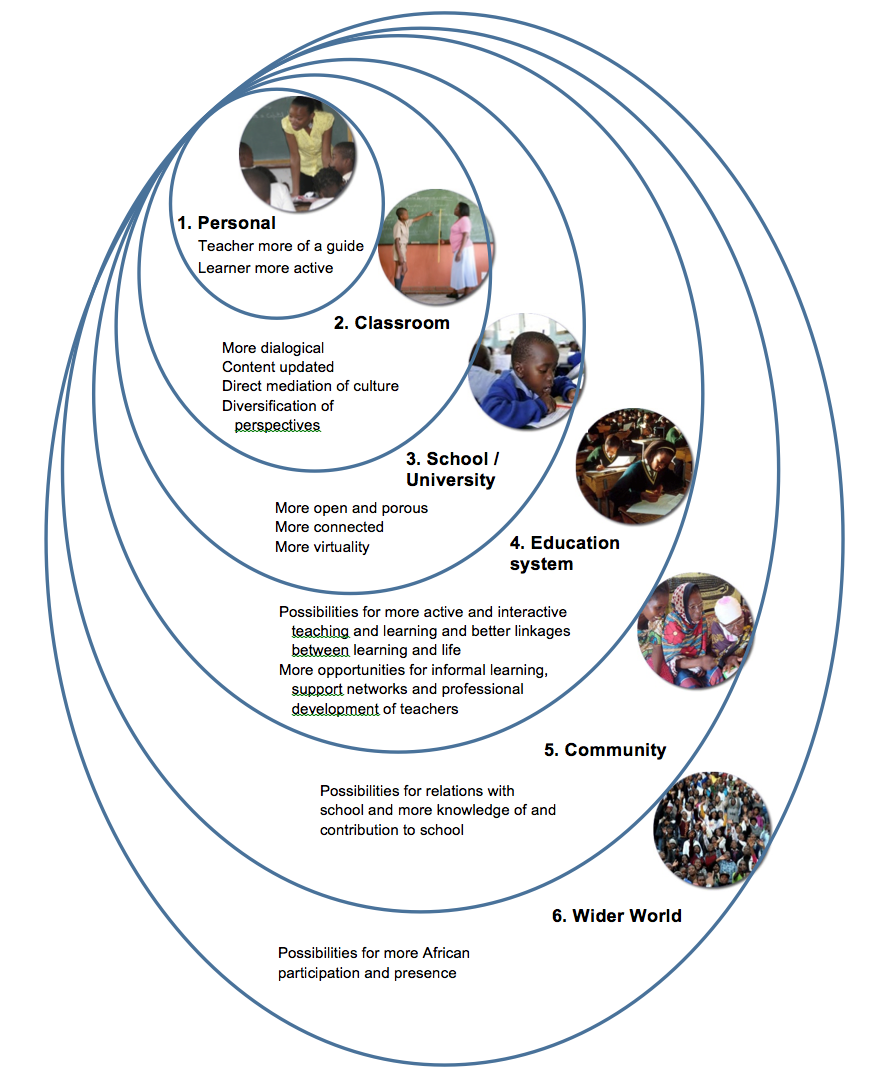 1. Personal
Teacher more of a guide
Learner more active
2. Classroom
More dialogical
Content updated
Direct mediation of culture
Diversification of
perspectives
3. School /
University
More open and porous
More connected
More virtuality
4. Education
system
Possibilities for more active and interactive
teaching and learning and better linkages
between learning and life
More opportunities for informal learning,
support networks and professional
development of teachers
5. Community
Possibilities for relations with
school and more knowledge of and
contribution to school
6. Wider World
Possibilities for more African
participation and presence